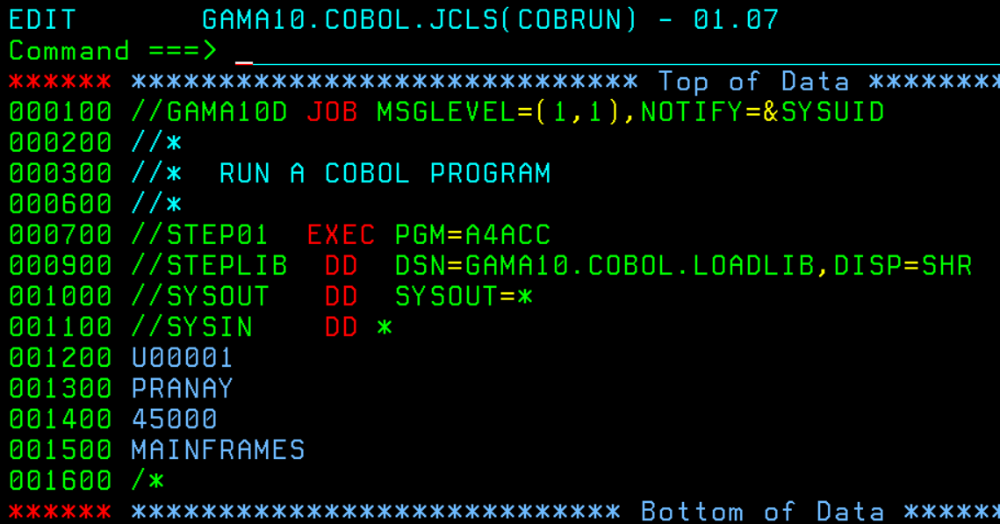 EDIT       GAMA10.COBOL.JCLS(COBRUN) - 01.07
Command ===> _
****** ***************************** Top of Data ********
000100 //GAMA10D JOB MSGLEVEL=(1,1),NOTIFY=&SYSUID
000200 //*
000300 //*  RUN A COBOL PROGRAM
000600 //*
000700 //STEP01  EXEC PGM=A4ACC
000900 //STEPLIB  DD  DSN=GAMA10.COBOL.LOADLIB,DISP=SHR
001000 //SYSOUT   DD  SYSOUT=*
001100 //SYSIN    DD *
001200 U00001
001300 PRANAY
001400 45000
001500 MAINFRAMES
001600 /*
****** **************************** Bottom of Data ******